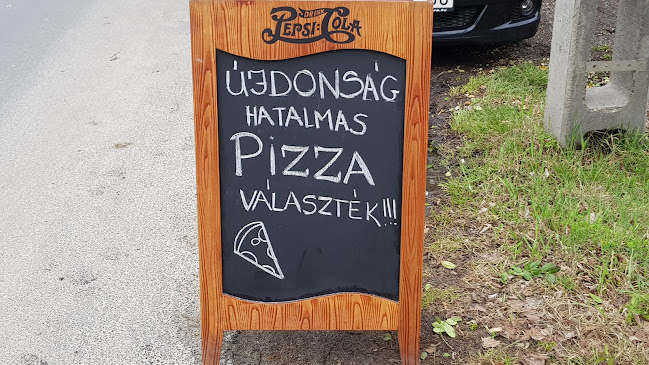 DRINK
PEPSI:COLA
ÚJDONSÁG
HATALMAS
PIZZA
VÁLASZTÉK!!!